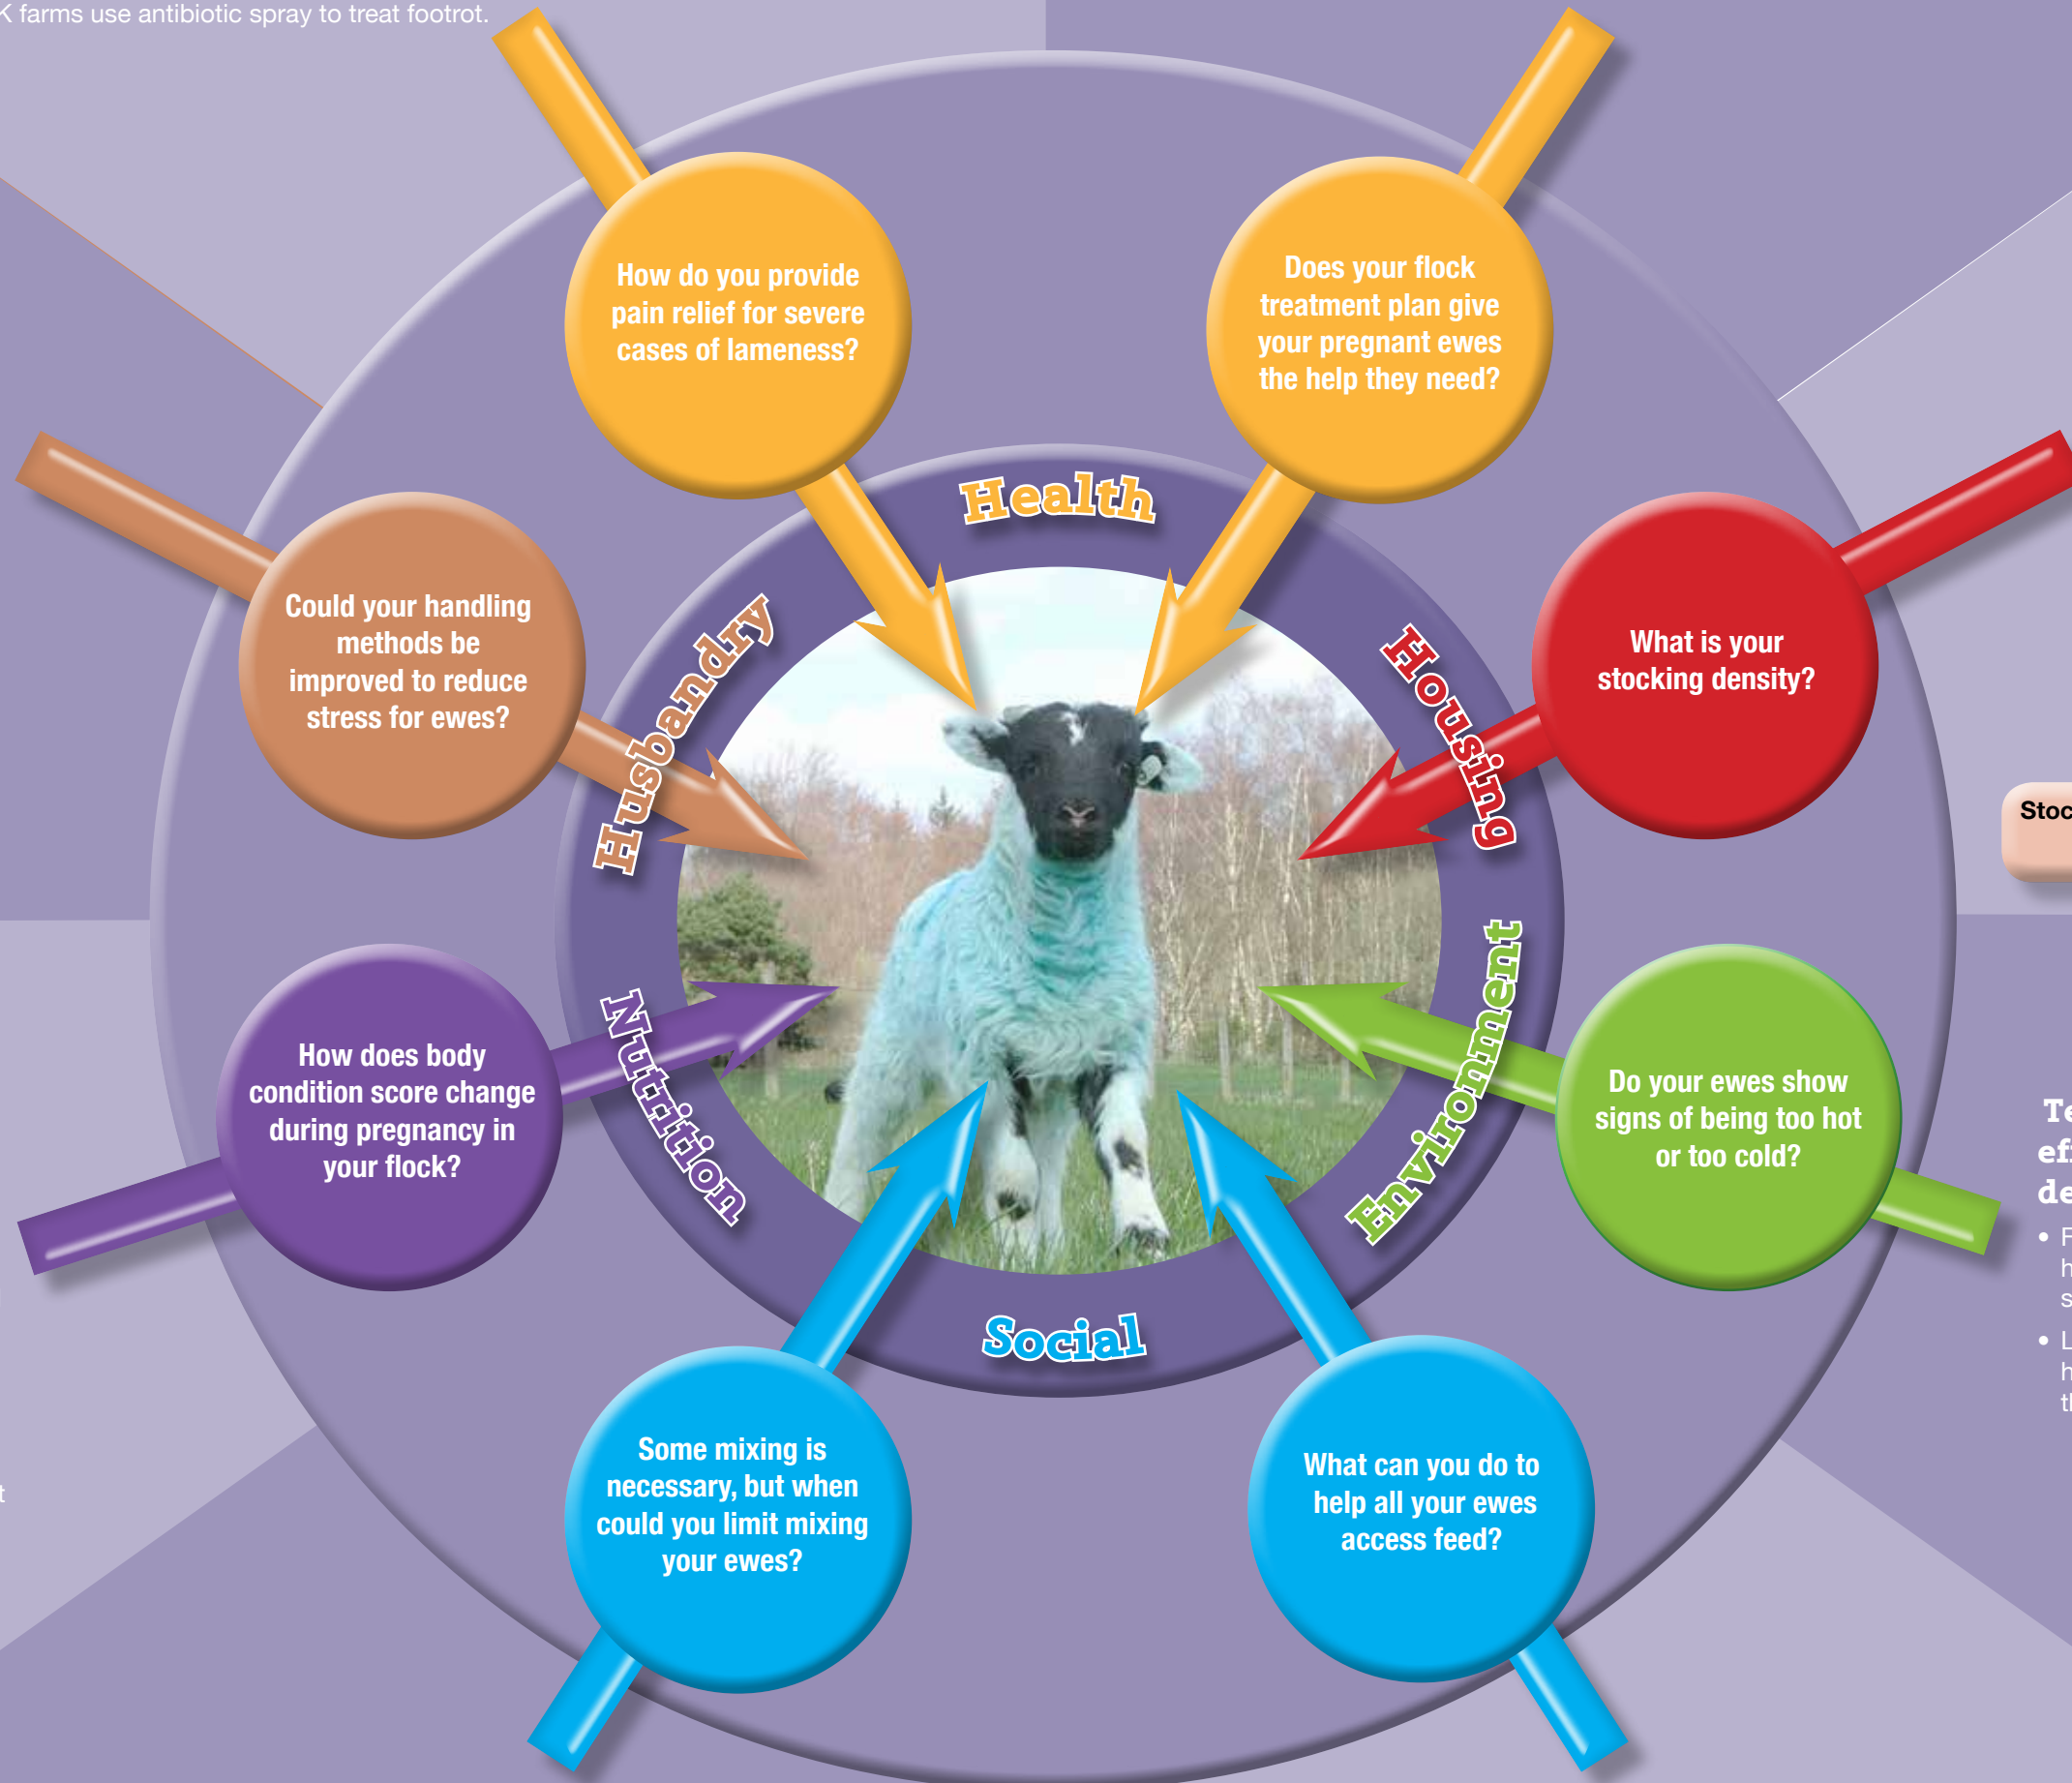 K farms use antibiotic spray to treat footrot.
How do you provide
pain relief for severe
cases of lameness?
Does your flock
treatment plan give
your pregnant ewes
the help they need?
Health
Could your handling
methods be
improved to reduce
stress for ewes?
Husbandry
Housing
What is your
stocking density?
Stoc
How does body
condition score change
during pregnancy in
your flock?
Nutrition
Environment
Do your ewes show
signs of being too hot
or too cold?
Te
de
• F
h
s
• L
h
th
Social
Some mixing is
necessary, but when
could you limit mixing
your ewes?
What can you do to
help all your ewes
access feed?
t